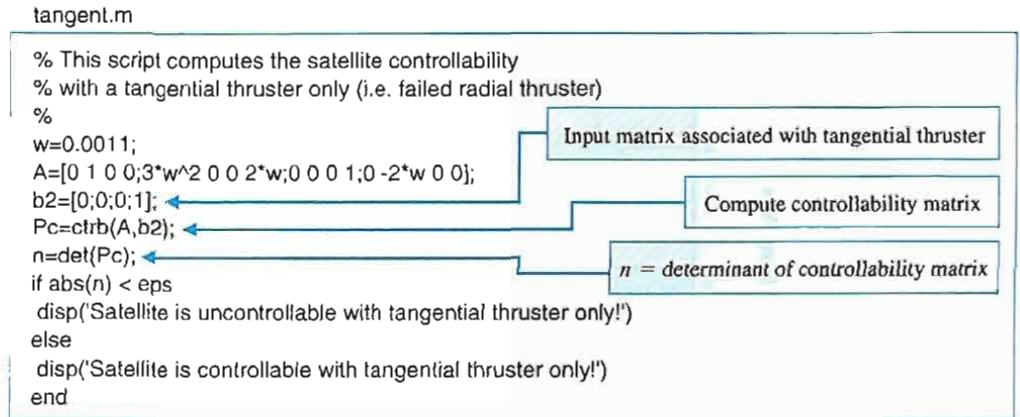 tangent.m
% This script computes the satellite controllability
% with a tangential thruster only (i.e. failed radial thruster)
%
w=0.0011;
A=[0 1 0 0;3*w^2 0 0 2*w;0 0 0 1;0 -2*w 0 0];
b2=[0;0;0;1];
Pc=ctrb(A,b2);
n=det(Pc);
if abs(n) < eps
disp('Satellite is uncontrollable with tangential thruster only!')
else
disp('Satellite is controllable with tangential thruster only!')
end
Input matrix associated with tangential thruster
Compute controllability matrix
n = determinant of controllability matrix